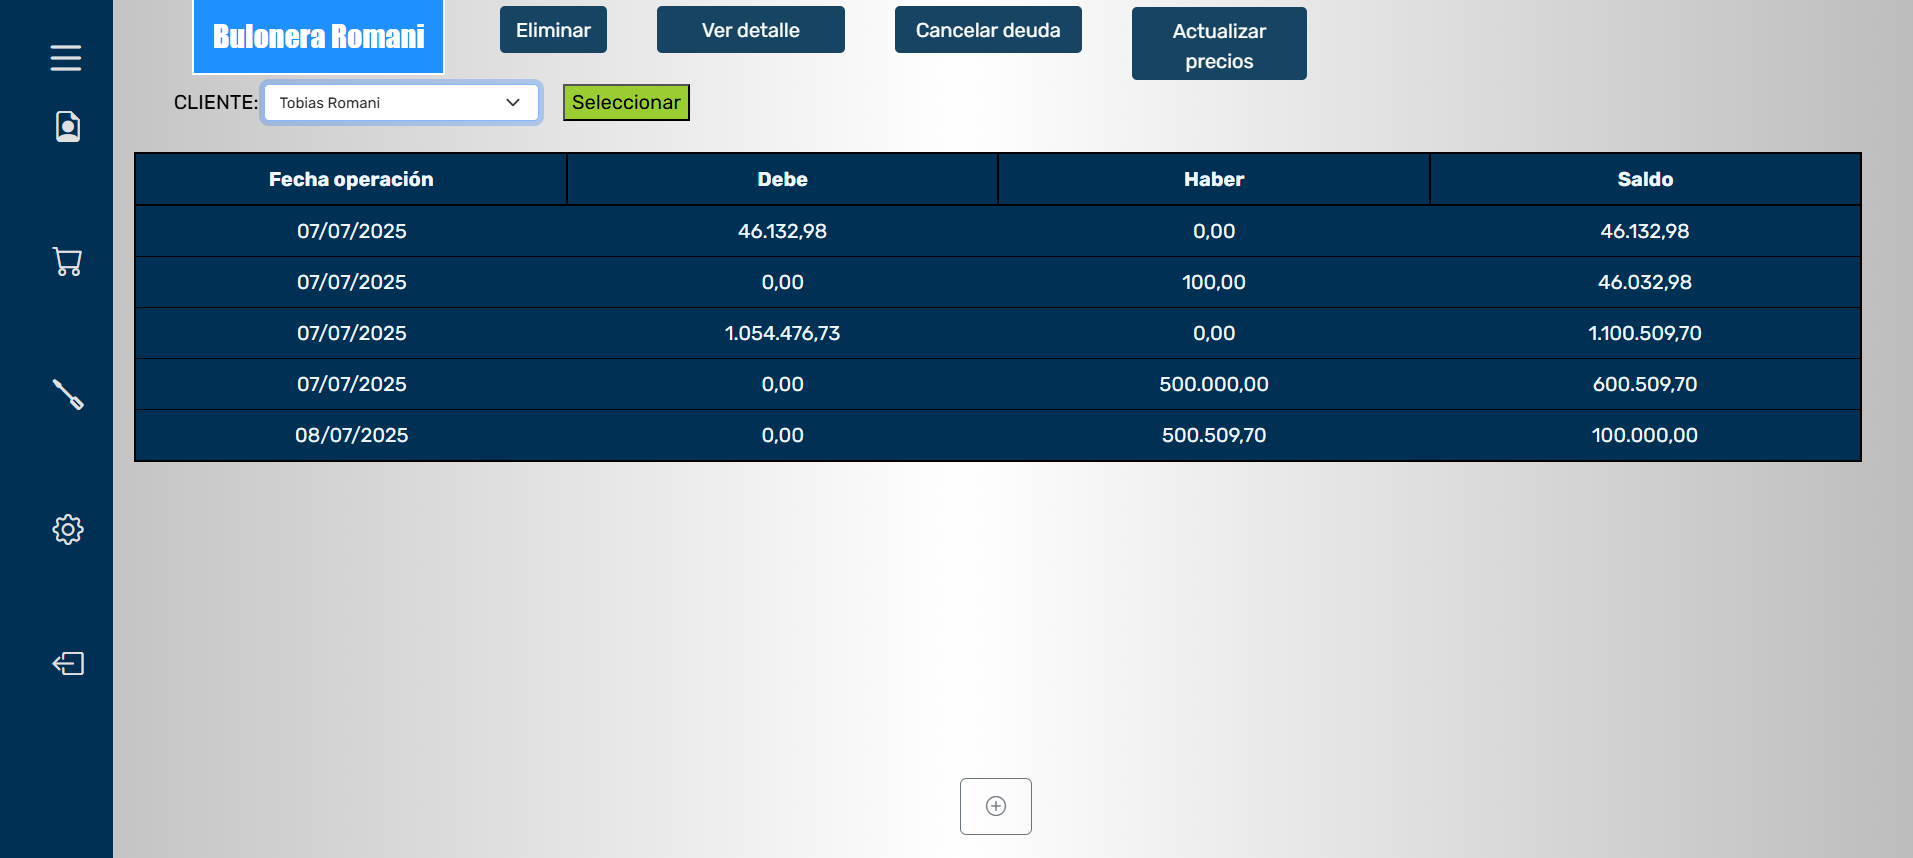 Bulonera Romani
Eliminar
Ver detalle
Cancelar deuda
Actualizar
precios
CLIENTE: Tobias Romani Seleccionar
Fecha operación Debe Haber Saldo
07/07/2025 46.132,98 0,00 46.132,98
07/07/2025 0,00 100,00 46.032,98
07/07/2025 1.054.476,73 0,00 1.100.509,70
07/07/2025 0,00 500.000,00 600.509,70
08/07/2025 0,00 500.509,70 100.000,00